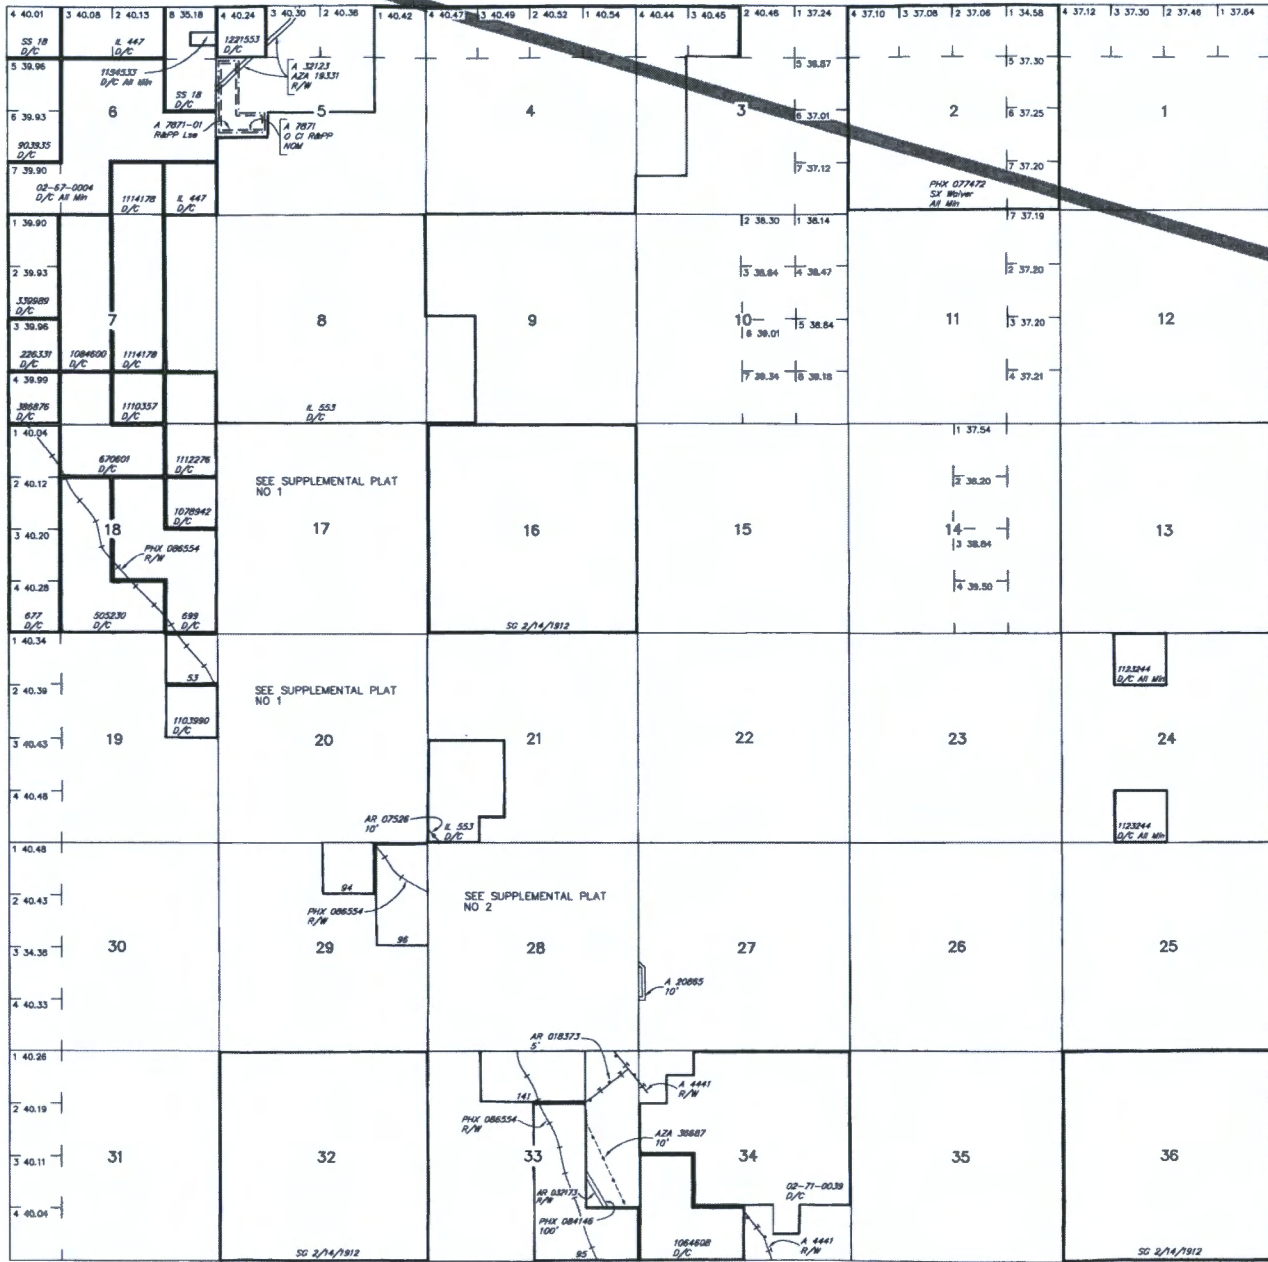 4 40.01
3 40.08
2 40.13
8 35.18
4 40.24
3 40.30
2 40.36
1 40.42
4 40.47
3 40.49
2 40.52
1 40.54
4 40.44
3 40.45
2 40.46
1 37.24
4 37.10
3 37.08
2 37.06
1 34.58
4 37.12
3 37.30
2 37.46
1 37.64
SS 18
D/C
IL 447
D/C
1221553
D/C
1194533
D/C All Min
SS 18
D/C
A 32123
AZA 19331
R/W
5 39.96
6
5
4
3
2
1
5 38.87
5 37.30
6 39.93
903935
D/C
A 7871-01
R&PP Lse
A 7871
O Cl R&PP
NOM
6 37.01
6 37.25
7 39.90
02-67-0004
D/C All Min
1114178
D/C
IL 447
D/C
7 37.12
7 37.20
PHX 077472
SX Waiver
All Min
1 39.90
2 38.30
1 38.14
7 37.19
2 39.93
339989
D/C
3 38.64
4 38.47
2 37.20
7
8
9
10
11
12
3 39.96
226331
D/C
1084600
D/C
1114178
D/C
6 39.01
5 38.84
3 37.20
4 39.99
386876
D/C
1110357
D/C
IL 553
D/C
7 39.34
8 39.18
4 37.21
1 40.04
670601
D/C
1112276
D/C
1 37.54
2 40.12
1078942
D/C
SEE SUPPLEMENTAL PLAT
NO 1
2 38.20
18
17
16
15
14
13
3 40.20
PHX 086554
R/W
3 38.84
4 40.28
677
D/C
505230
D/C
699
D/C
SG 2/14/1912
4 39.50
1 40.34
53
1123244
D/C All Min
2 40.39
1103990
D/C
SEE SUPPLEMENTAL PLAT
NO 1
19
20
21
22
23
24
3 40.43
4 40.48
AR 07526
10'
IL 553
D/C
1123244
D/C All Min
1 40.48
94
2 40.43
PHX 086554
R/W
96
SEE SUPPLEMENTAL PLAT
NO 2
30
29
28
27
26
25
3 34.38
4 40.33
A 20865
10'
1 40.26
AR 018373
5'
A 4441
R/W
2 40.19
141
PHX 086554
R/W
AZA 36687
10'
31
32
33
34
35
36
3 40.11
AR 032173
R/W
02-71-0039
D/C
4 40.04
PHX 084146
100'
1064608
D/C
A 4441
R/W
SG 2/14/1912
95
SG 2/14/1912